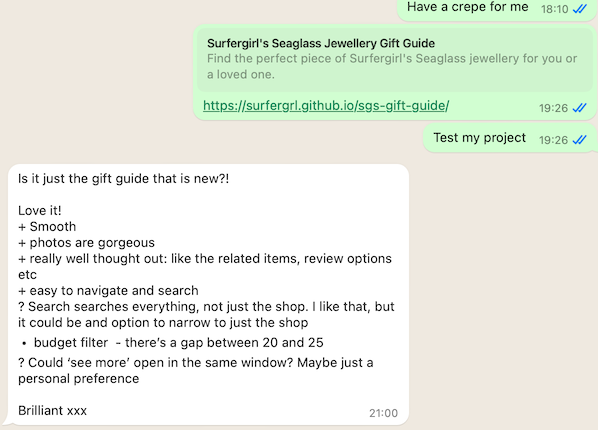 Have a crepe for me 18:10
Surfergirl's Seaglass Jewellery Gift Guide
Find the perfect piece of Surfergirl's Seaglass jewellery for you or
a loved one.
https://surfergrl.github.io/sgs-gift-guide/ 19:26
Test my project 19:26
Is it just the gift guide that is new?!
Love it!
+ Smooth
+ photos are gorgeous
+ really well thought out: like the related items, review options
etc
+ easy to navigate and search
? Search searches everything, not just the shop. I like that, but
it could be and option to narrow to just the shop
• budget filter - there’s a gap between 20 and 25
? Could ‘see more’ open in the same window? Maybe just a
personal preference
Brilliant xxx 21:00